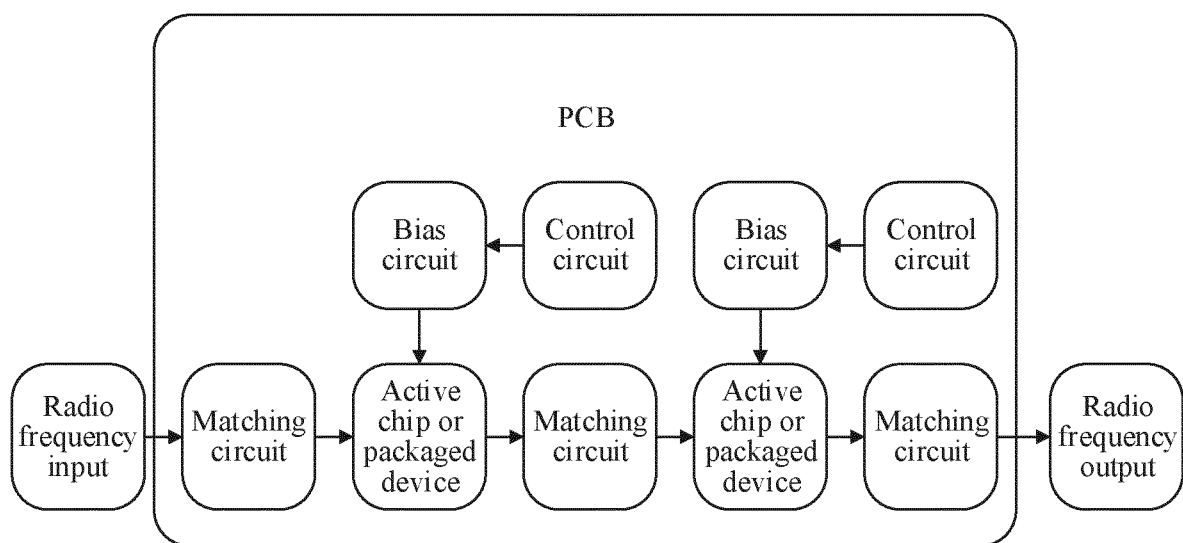 PCB
Bias
circuit
Control
circuit
Bias
circuit
Control
circuit
Radio
frequency
input
Matching
circuit
Active
chip or
packaged
device
Matching
circuit
Active
chip or
packaged
device
Matching
circuit
Radio
frequency
output